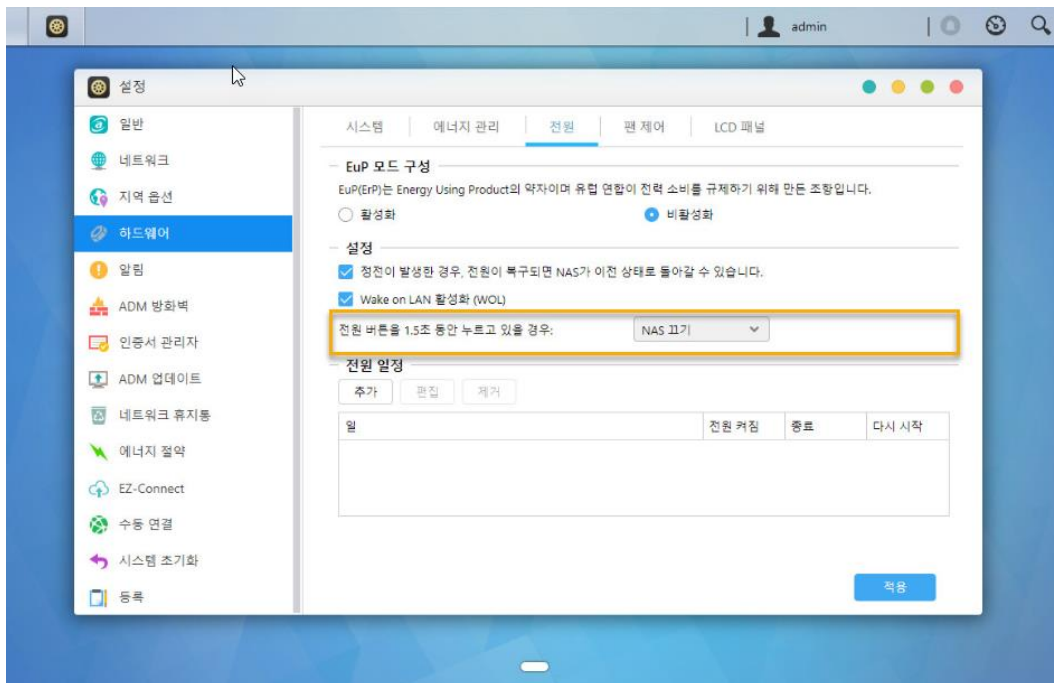 admin
설정
일반
네트워크
지역 옵션
하드웨어
알림
ADM 방화벽
인증서 관리자
ADM 업데이트
네트워크 휴지통
에너지 절약
EZ-Connect
수동 연결
시스템 초기화
등록
시스템 에너지 관리 전원 팬 제어 LCD 패널
EuP 모드 구성
EuP(ErP)는 Energy Using Product의 약자이며 유럽 연합이 전력 소비를 규제하기 위해 만든 조항입니다.
활성화 비활성화
설정
정전이 발생한 경우, 전원이 복구되면 NAS가 이전 상태로 돌아갈 수 있습니다.
Wake on LAN 활성화 (WOL)
전원 버튼을 1.5초 동안 누르고 있을 경우: NAS 끄기
전원 일정
추가 편집 제거
일 전원 켜짐 종료 다시 시작
적용